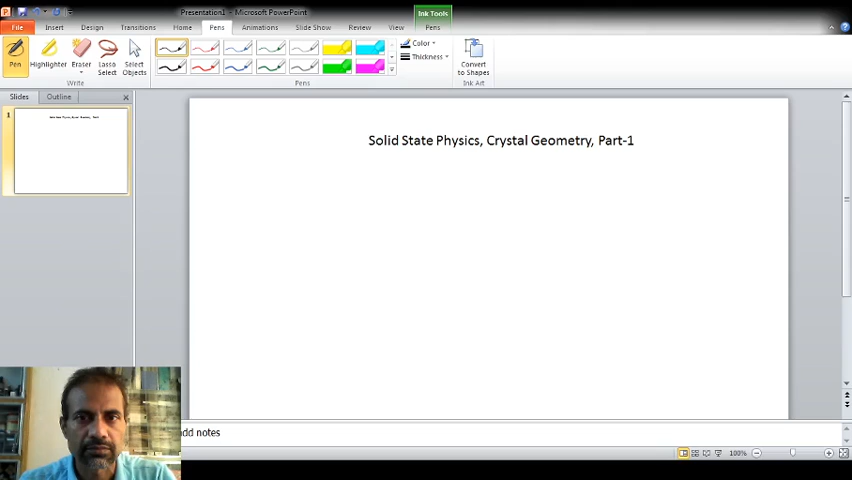 Presentation1 - Microsoft PowerPoint
Ink Tools
File Insert Design Transitions Home Pens Animations Slide Show Review View Pens
Pen Highlighter Eraser Lasso Select Select Objects
Color
Thickness
Convert to Shapes
Write Pens Ink Art
Slides Outline
1
Solid State Physics, Crystal Geometry, Part-1
add notes
100%